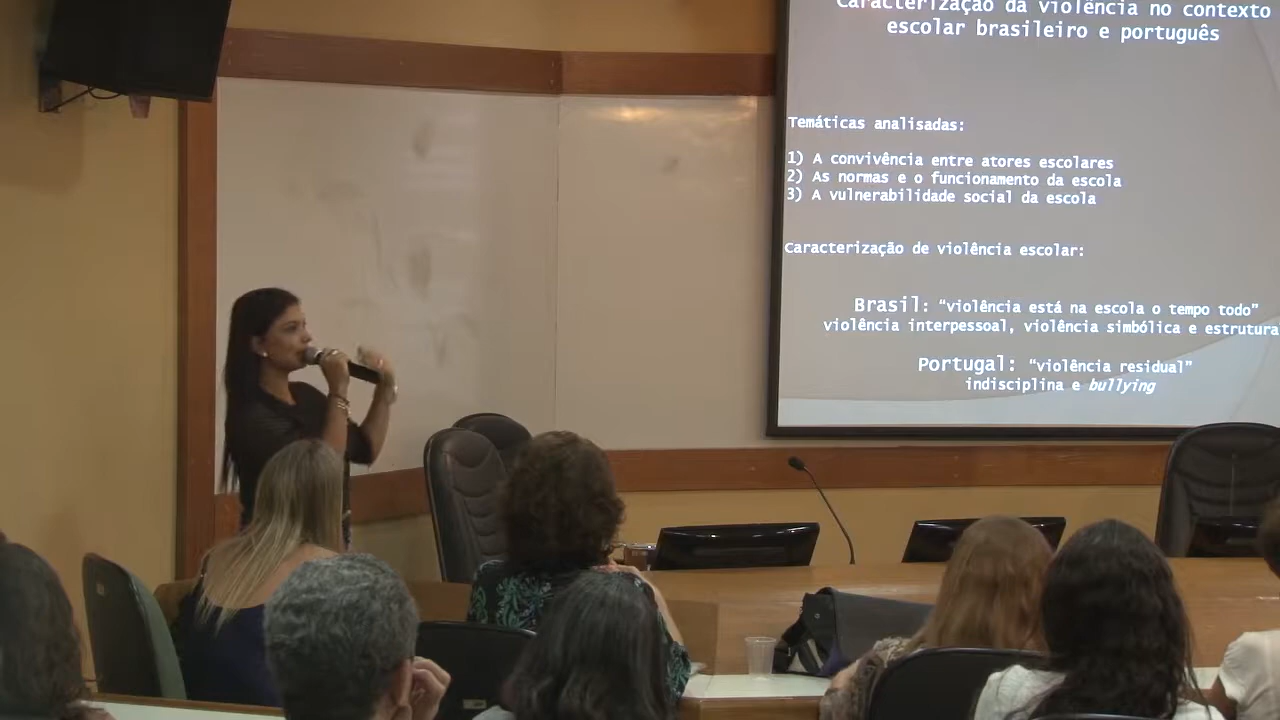 Caracterização da violência no contexto
escolar brasileiro e português
Temáticas analisadas:
1) A convivência entre atores escolares
2) As normas e o funcionamento da escola
3) A vulnerabilidade social da escola
Caracterização de violência escolar:
Brasil: “violência está na escola o tempo todo”
violência interpessoal, violência simbólica e estrutura
Portugal: “violência residual”
indisciplina e bullying